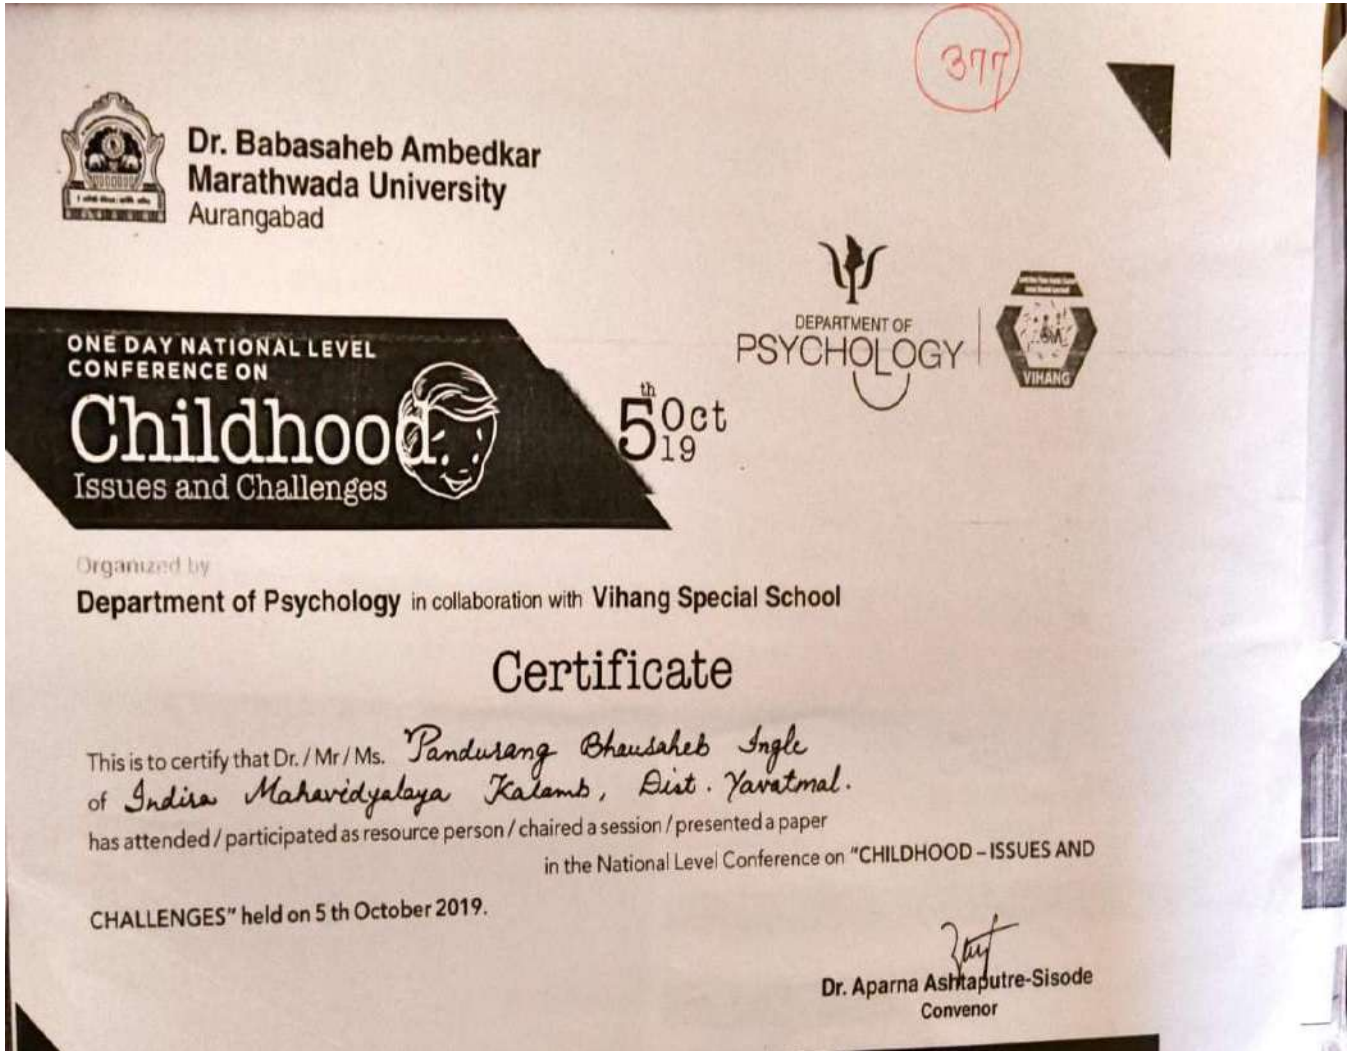 377
Dr. Babasaheb Ambedkar
Marathwada University
Aurangabad
DEPARTMENT OF
PSYCHOLOGY
VIHANG
ONE DAY NATIONAL LEVEL
CONFERENCE ON
Childhood
Issues and Challenges
5th Oct
19
Organized by
Department of Psychology in collaboration with Vihang Special School
Certificate
This is to certify that Dr. / Mr / Ms. Pandurang Bhausaheb Ingle
of Indira Mahavidyalaya Kalamb, Dist. Yavatmal.
has attended / participated as resource person / chaired a session / presented a paper
in the National Level Conference on "CHILDHOOD – ISSUES AND
CHALLENGES" held on 5 th October 2019.
Dr. Aparna Ashtaputre-Sisode
Convenor